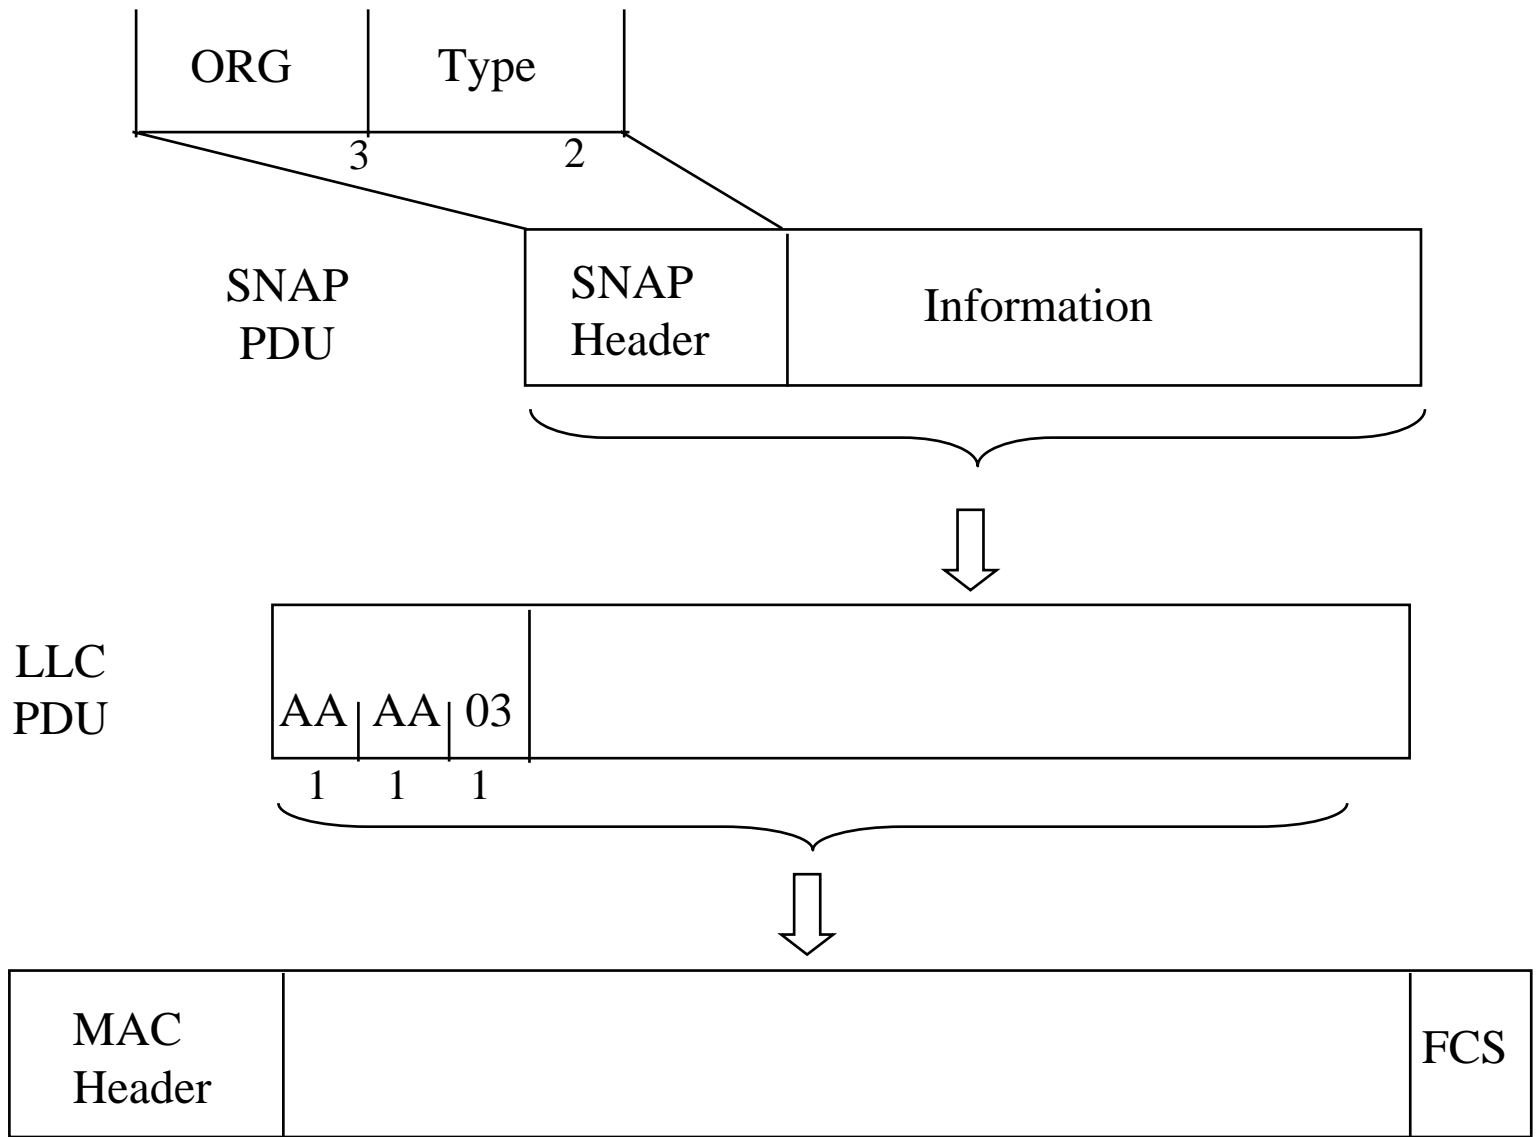 ORG Type
3 2
SNAP
PDU
SNAP
Header
Information
LLC
PDU
AA AA 03
1 1 1
MAC
Header
FCS